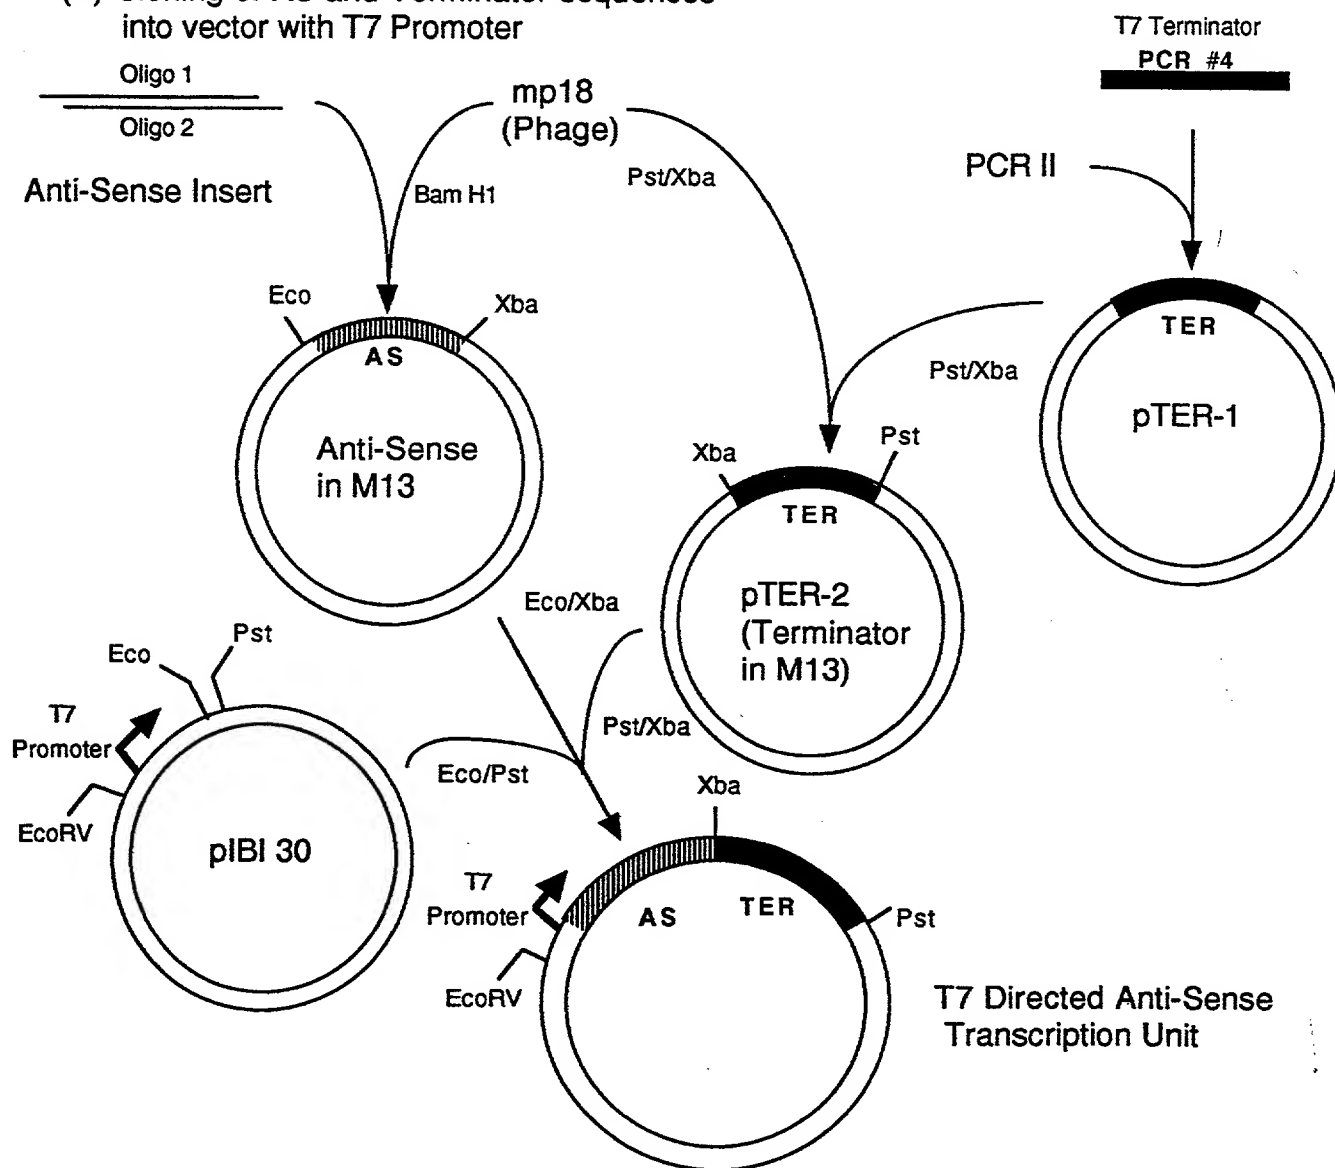 into vector with T7 Promoter
T7 Terminator
PCR #4
Oligo 1
Oligo 2
mp18
(Phage)
Anti-Sense Insert
Bam H1
Pst/Xba
PCR II
Eco
Xba
AS
Anti-Sense
in M13
Pst/Xba
TER
pTER-1
Xba
Pst
TER
pTER-2
(Terminator
in M13)
Eco/Xba
Pst/Xba
Eco/Pst
Eco
Pst
T7
Promoter
EcoRV
pIBI 30
Xba
T7
Promoter
AS
TER
Pst
EcoRV
T7 Directed Anti-Sense
Transcription Unit